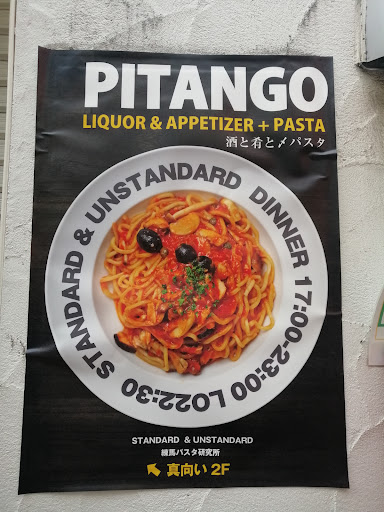 PITANGO
LIQUOR & APPETIZER + PASTA
酒と肴と〆パスタ
STANDARD & UNSTANDARD DINNER 17:00-23:00 LO22:30
STANDARD & UNSTANDARD
練馬パスタ研究所
↖ 真向い 2F